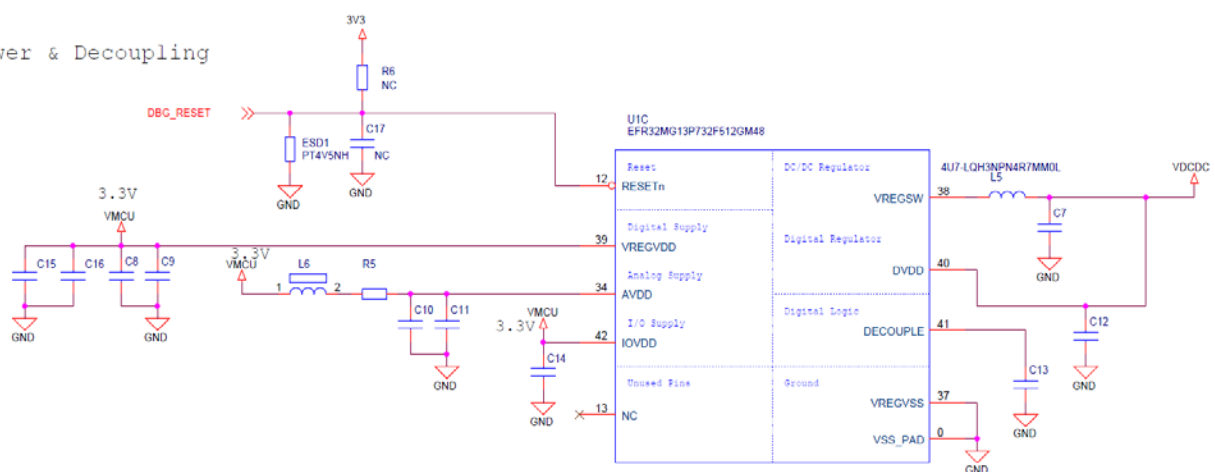 3V3
wer & Decoupling
R6
NC
DBG_RESET
C17
NC
ESD1
PT4V5NH
GND
GND
U1C
EFR32MG13P732F512GM48
Reset
DC/DC Regulator
4U7-LQH3NPN4R7MM0L
L5
VDCDC
12
RESETn
VREGSW
38
C7
GND
3.3V
VMCU
Digital Supply
Digital Regulator
39
VREGVDD
C15
C16
C8
C9
GND
GND
3.3V
VMCU
L6
1
2
R5
Analog Supply
34
AVDD
DVDD
40
C10
C11
GND
I/O Supply
Digital Logic
3.3V
VMCU
42
IOVDD
DECOUPLE
41
C12
GND
C14
GND
C13
GND
Unused Pins
Ground
13
NC
VREGVSS
37
VSS_PAD
0
GND